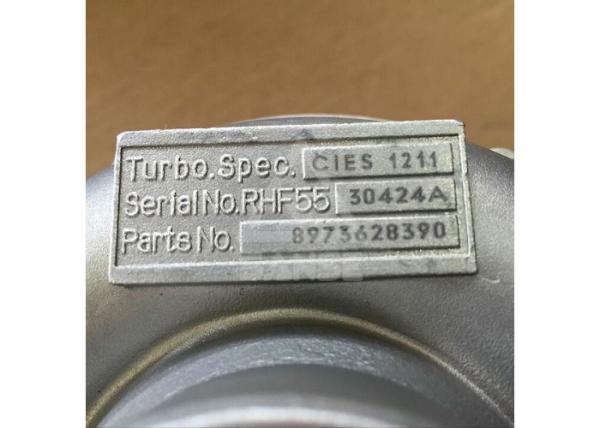 Turbo.Spec. CIES 1211
Serial No.RHF55 30424A
Parts No. 8973628390